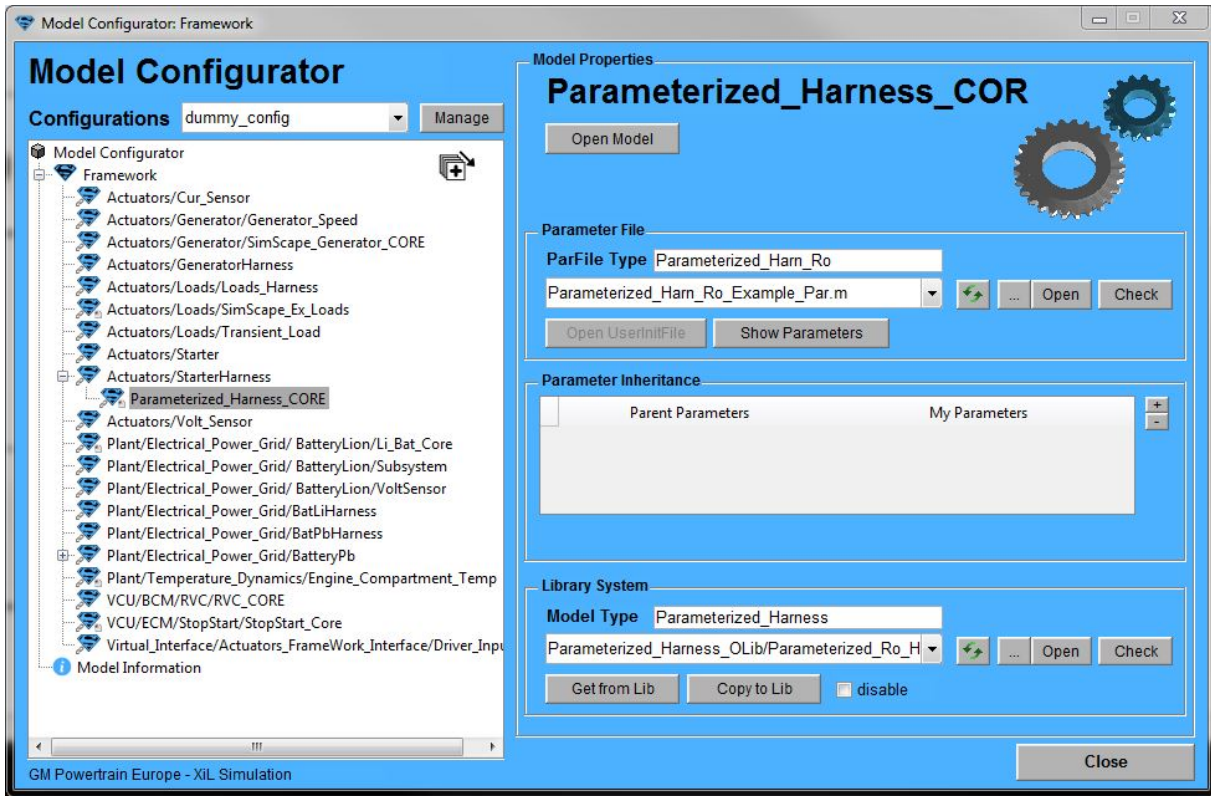 Model Configurator: Framework
Model Configurator
Configurations dummy_config Manage
Model Configurator
Framework
Actuators/Cur_Sensor
Actuators/Generator/Generator_Speed
Actuators/Generator/SimScape_Generator_CORE
Actuators/GeneratorHarness
Actuators/Loads/Loads_Harness
Actuators/Loads/SimScape_Ex_Loads
Actuators/Loads/Transient_Load
Actuators/Starter
Actuators/StarterHarness
Parameterized_Harness_CORE
Actuators/Volt_Sensor
Plant/Electrical_Power_Grid/ BatteryLion/Li_Bat_Core
Plant/Electrical_Power_Grid/ BatteryLion/Subsystem
Plant/Electrical_Power_Grid/ BatteryLion/VoltSensor
Plant/Electrical_Power_Grid/BatLiHarness
Plant/Electrical_Power_Grid/BatPbHarness
Plant/Electrical_Power_Grid/BatteryPb
Plant/Temperature_Dynamics/Engine_Compartment_Temp
VCU/BCM/RVC/RVC_CORE
VCU/ECM/StopStart/StopStart_Core
Virtual_Interface/Actuators_FrameWork_Interface/Driver_Inpu
Model Information
GM Powertrain Europe - XiL Simulation
Model Properties
Parameterized_Harness_COR
Open Model
Parameter File
ParFile Type Parameterized_Harn_Ro
Parameterized_Harn_Ro_Example_Par.m ... Open Check
Open UserInitFile Show Parameters
Parameter Inheritance
Parent Parameters My Parameters + -
Library System
Model Type Parameterized_Harness
Parameterized_Harness_OLib/Parameterized_Ro_H ... Open Check
Get from Lib Copy to Lib disable
Close